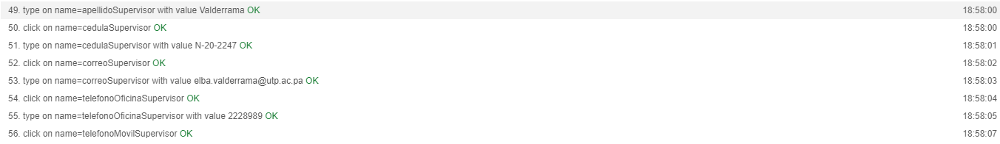 49. type on name=apellidoSupervisor with value Valderrama OK 18:58:00
50. click on name=cedulaSupervisor OK 18:58:00
51. type on name=cedulaSupervisor with value N-20-2247 OK 18:58:01
52. click on name=correoSupervisor OK 18:58:02
53. type on name=correoSupervisor with value elba.valderrama@utp.ac.pa OK 18:58:03
54. click on name=telefonoOficinaSupervisor OK 18:58:04
55. type on name=telefonoOficinaSupervisor with value 2228989 OK 18:58:05
56. click on name=telefonoMovilSupervisor OK 18:58:07